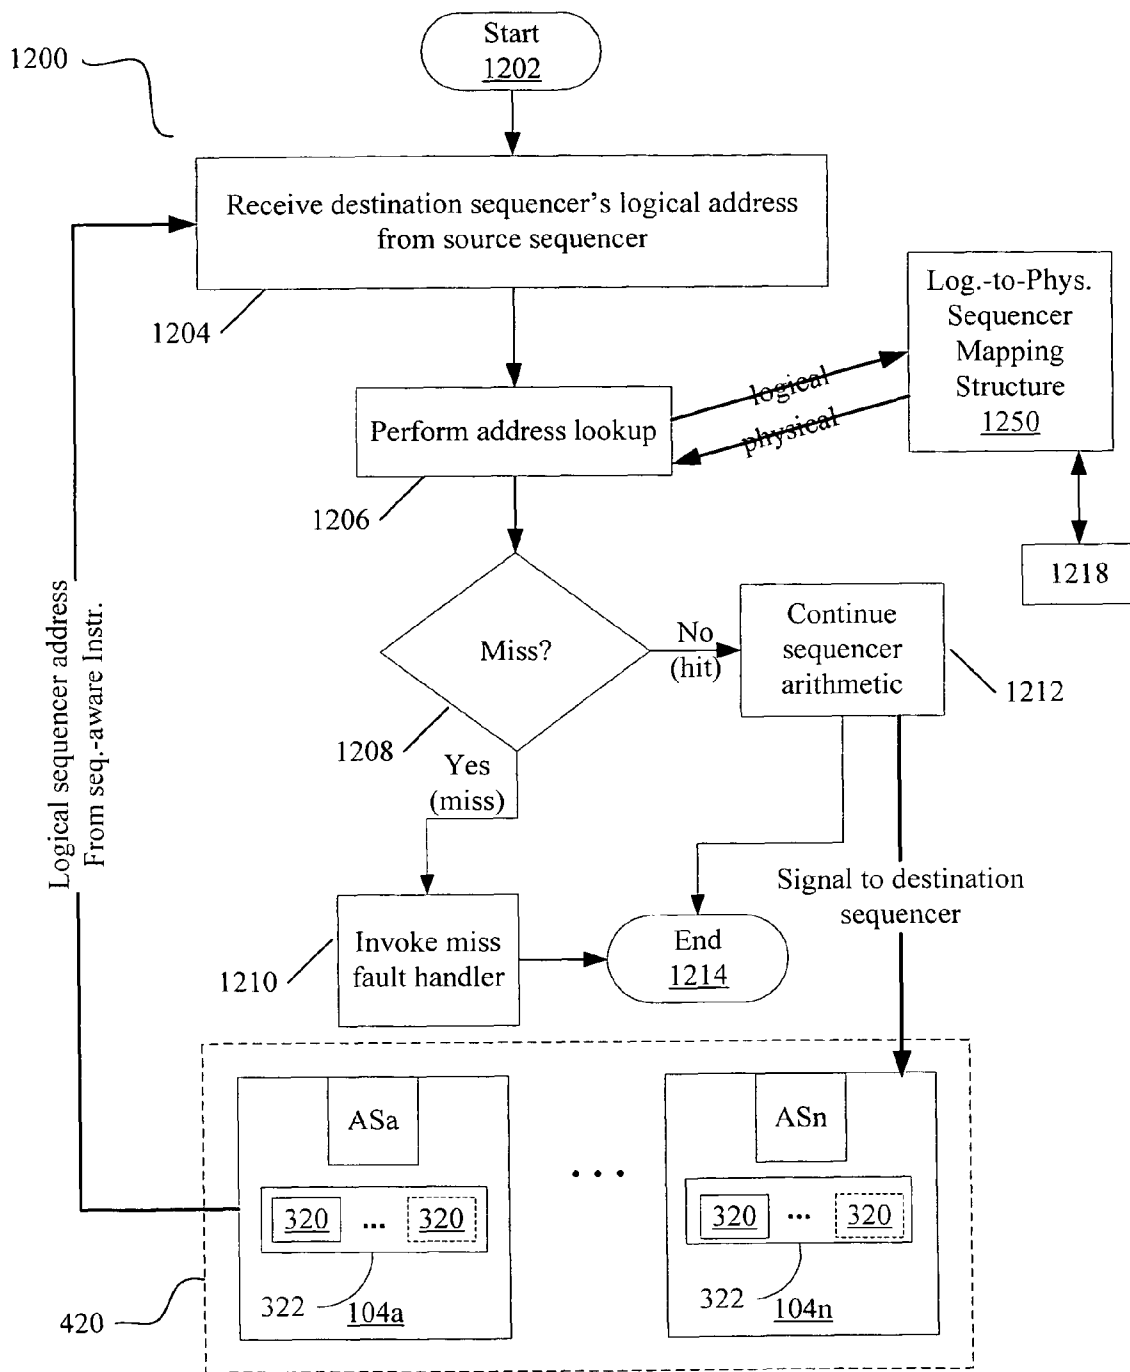 Start
1202
1200
Receive destination sequencer's logical address
from source sequencer
1204
Log.-to-Phys.
Sequencer
Mapping
Structure
1250
logical
physical
Perform address lookup
1206
1218
Miss?
1208
No
(hit)
Continue
sequencer
arithmetic
1212
Yes
(miss)
Logical sequencer address
From seq.-aware Instr.
Signal to destination
sequencer
Invoke miss
fault handler
1210
End
1214
ASa
320
...
320
322
104a
. . .
ASn
320
...
320
322
104n
420